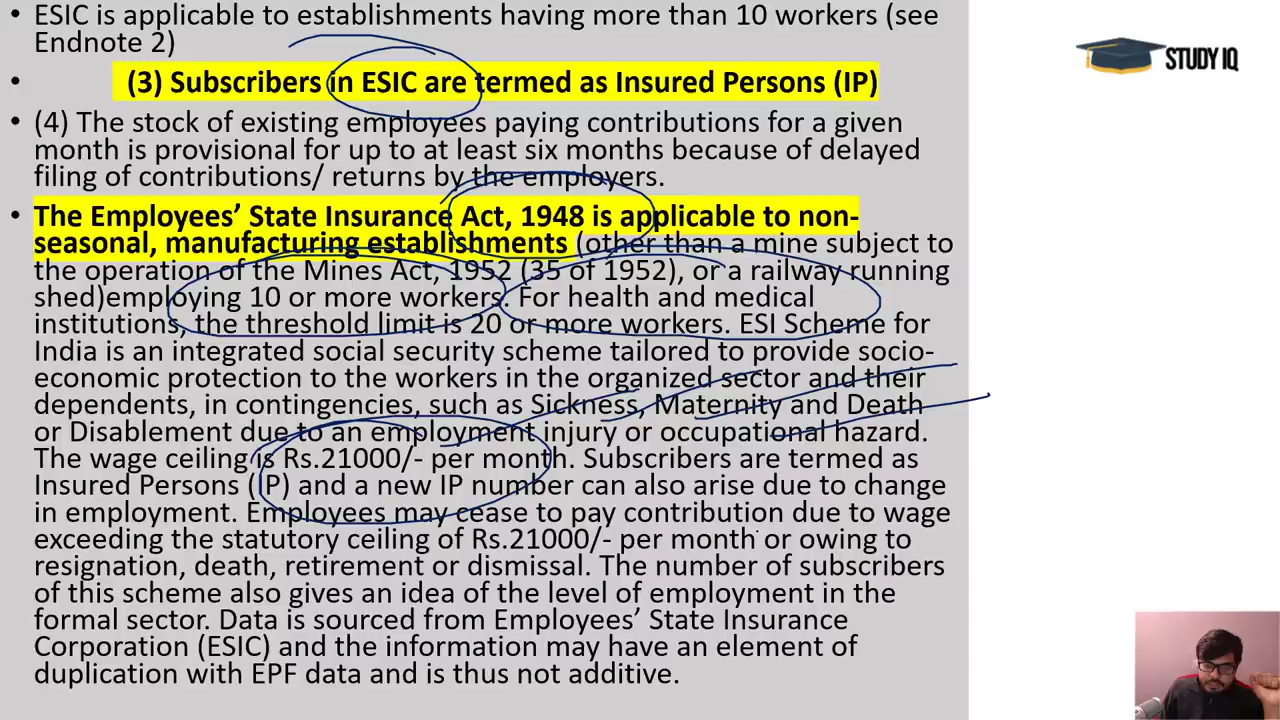 • ESIC is applicable to establishments having more than 10 workers (see
Endnote 2)
• (3) Subscribers in ESIC are termed as Insured Persons (IP)
• (4) The stock of existing employees paying contributions for a given
month is provisional for up to at least six months because of delayed
filing of contributions/ returns by the employers.
• The Employees’ State Insurance Act, 1948 is applicable to non-
seasonal, manufacturing establishments (other than a mine subject to
the operation of the Mines Act, 1952 (35 of 1952), or a railway running
shed)employing 10 or more workers. For health and medical
institutions, the threshold limit is 20 or more workers. ESI Scheme for
India is an integrated social security scheme tailored to provide socio-
economic protection to the workers in the organized sector and their
dependents, in contingencies, such as Sickness, Maternity and Death
or Disablement due to an employment injury or occupational hazard.
The wage ceiling is Rs.21000/- per month. Subscribers are termed as
Insured Persons (IP) and a new IP number can also arise due to change
in employment. Employees may cease to pay contribution due to wage
exceeding the statutory ceiling of Rs.21000/- per month or owing to
resignation, death, retirement or dismissal. The number of subscribers
of this scheme also gives an idea of the level of employment in the
formal sector. Data is sourced from Employees’ State Insurance
Corporation (ESIC) and the information may have an element of
duplication with EPF data and is thus not additive.
STUDY IQ